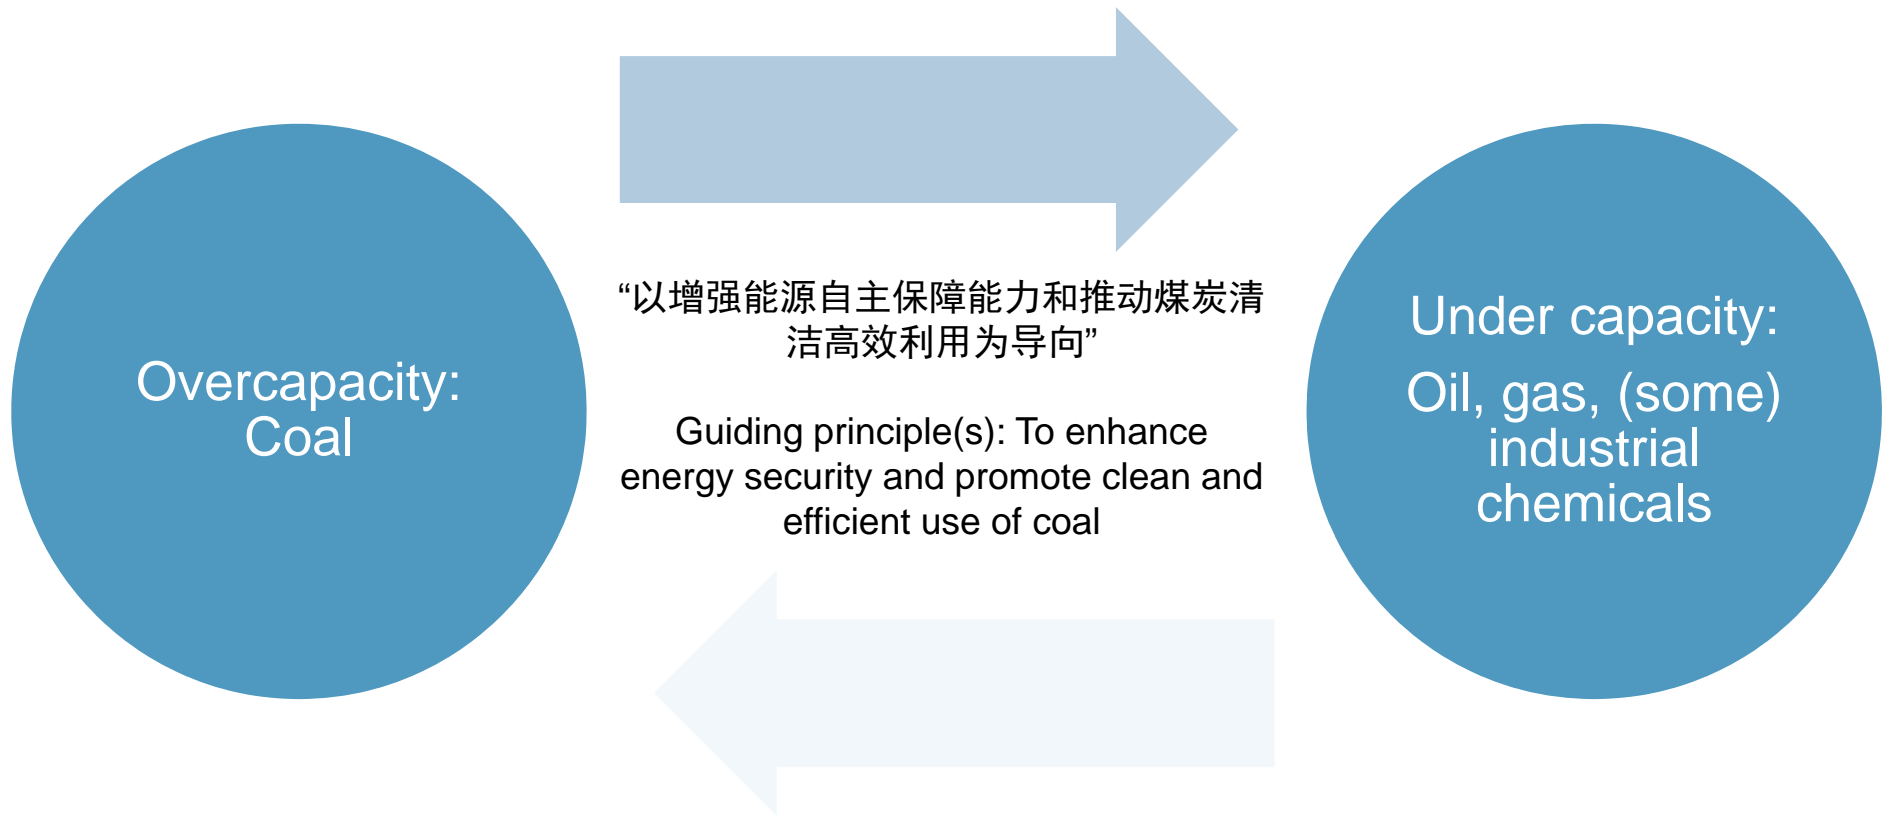 Overcapacity:
Coal
“以增强能源自主保障能力和推动煤炭清
洁高效利用为导向”
Guiding principle(s): To enhance
energy security and promote clean and
efficient use of coal
Under capacity:
Oil, gas, (some)
industrial
chemicals